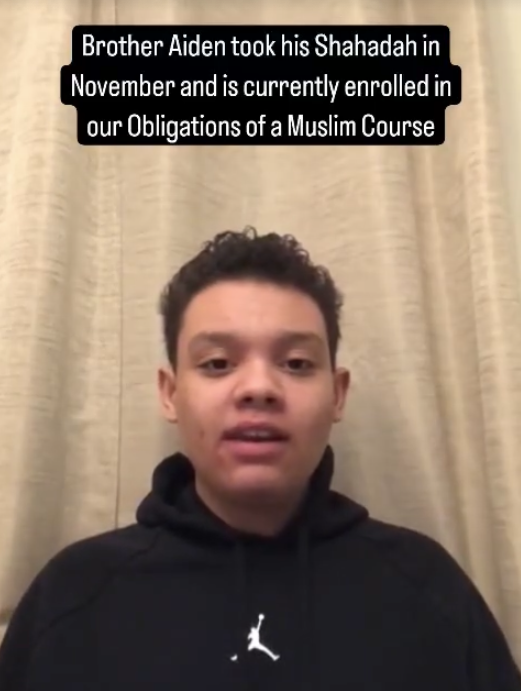 Brother Aiden took his Shahadah in
November and is currently enrolled in
our Obligations of a Muslim Course